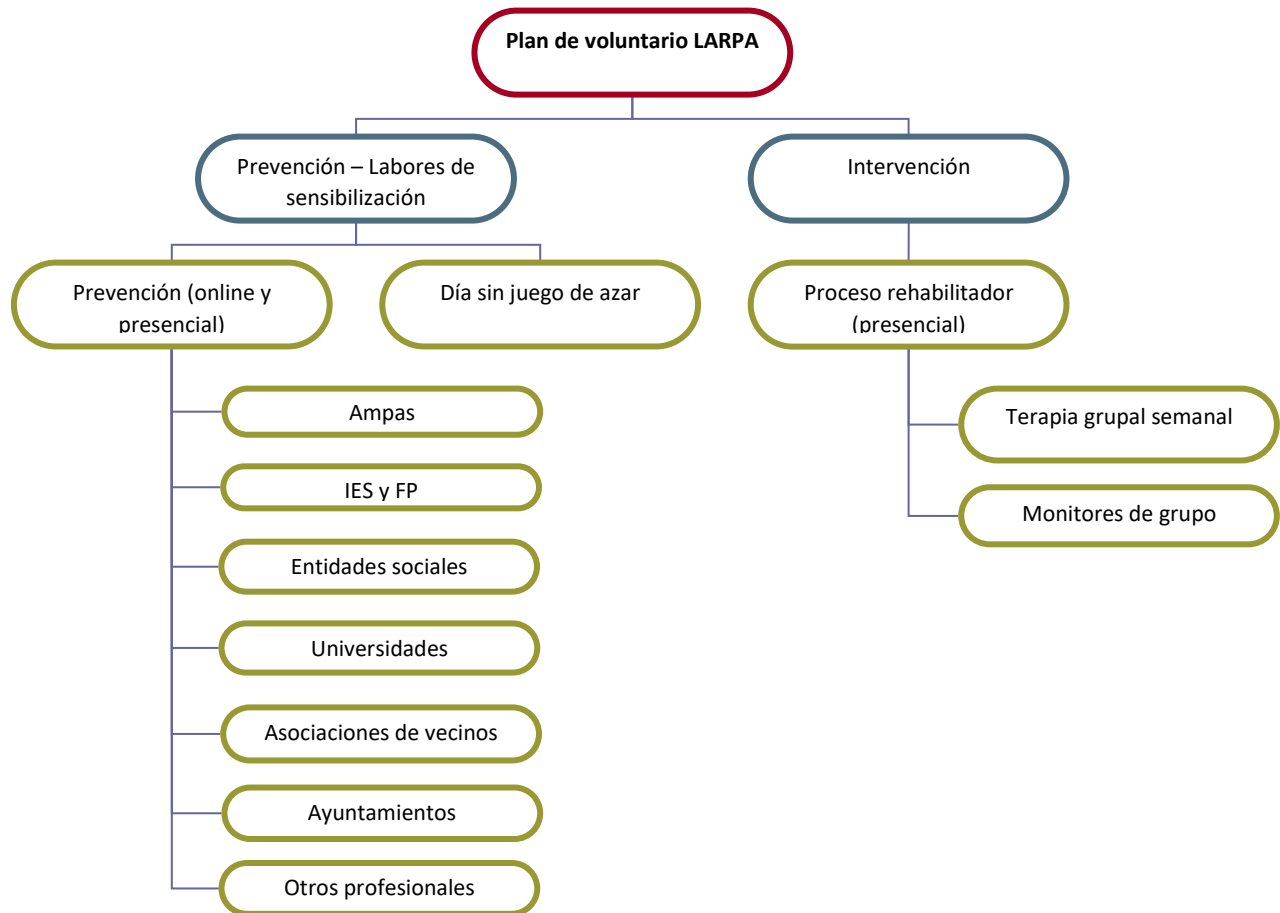 Plan de voluntario LARPA
Prevención – Labores de
sensibilización
Intervención
Prevención (online y
presencial)
Día sin juego de azar
Proceso rehabilitador
(presencial)
Ampas
IES y FP
Entidades sociales
Universidades
Asociaciones de vecinos
Ayuntamientos
Otros profesionales
Terapia grupal semanal
Monitores de grupo